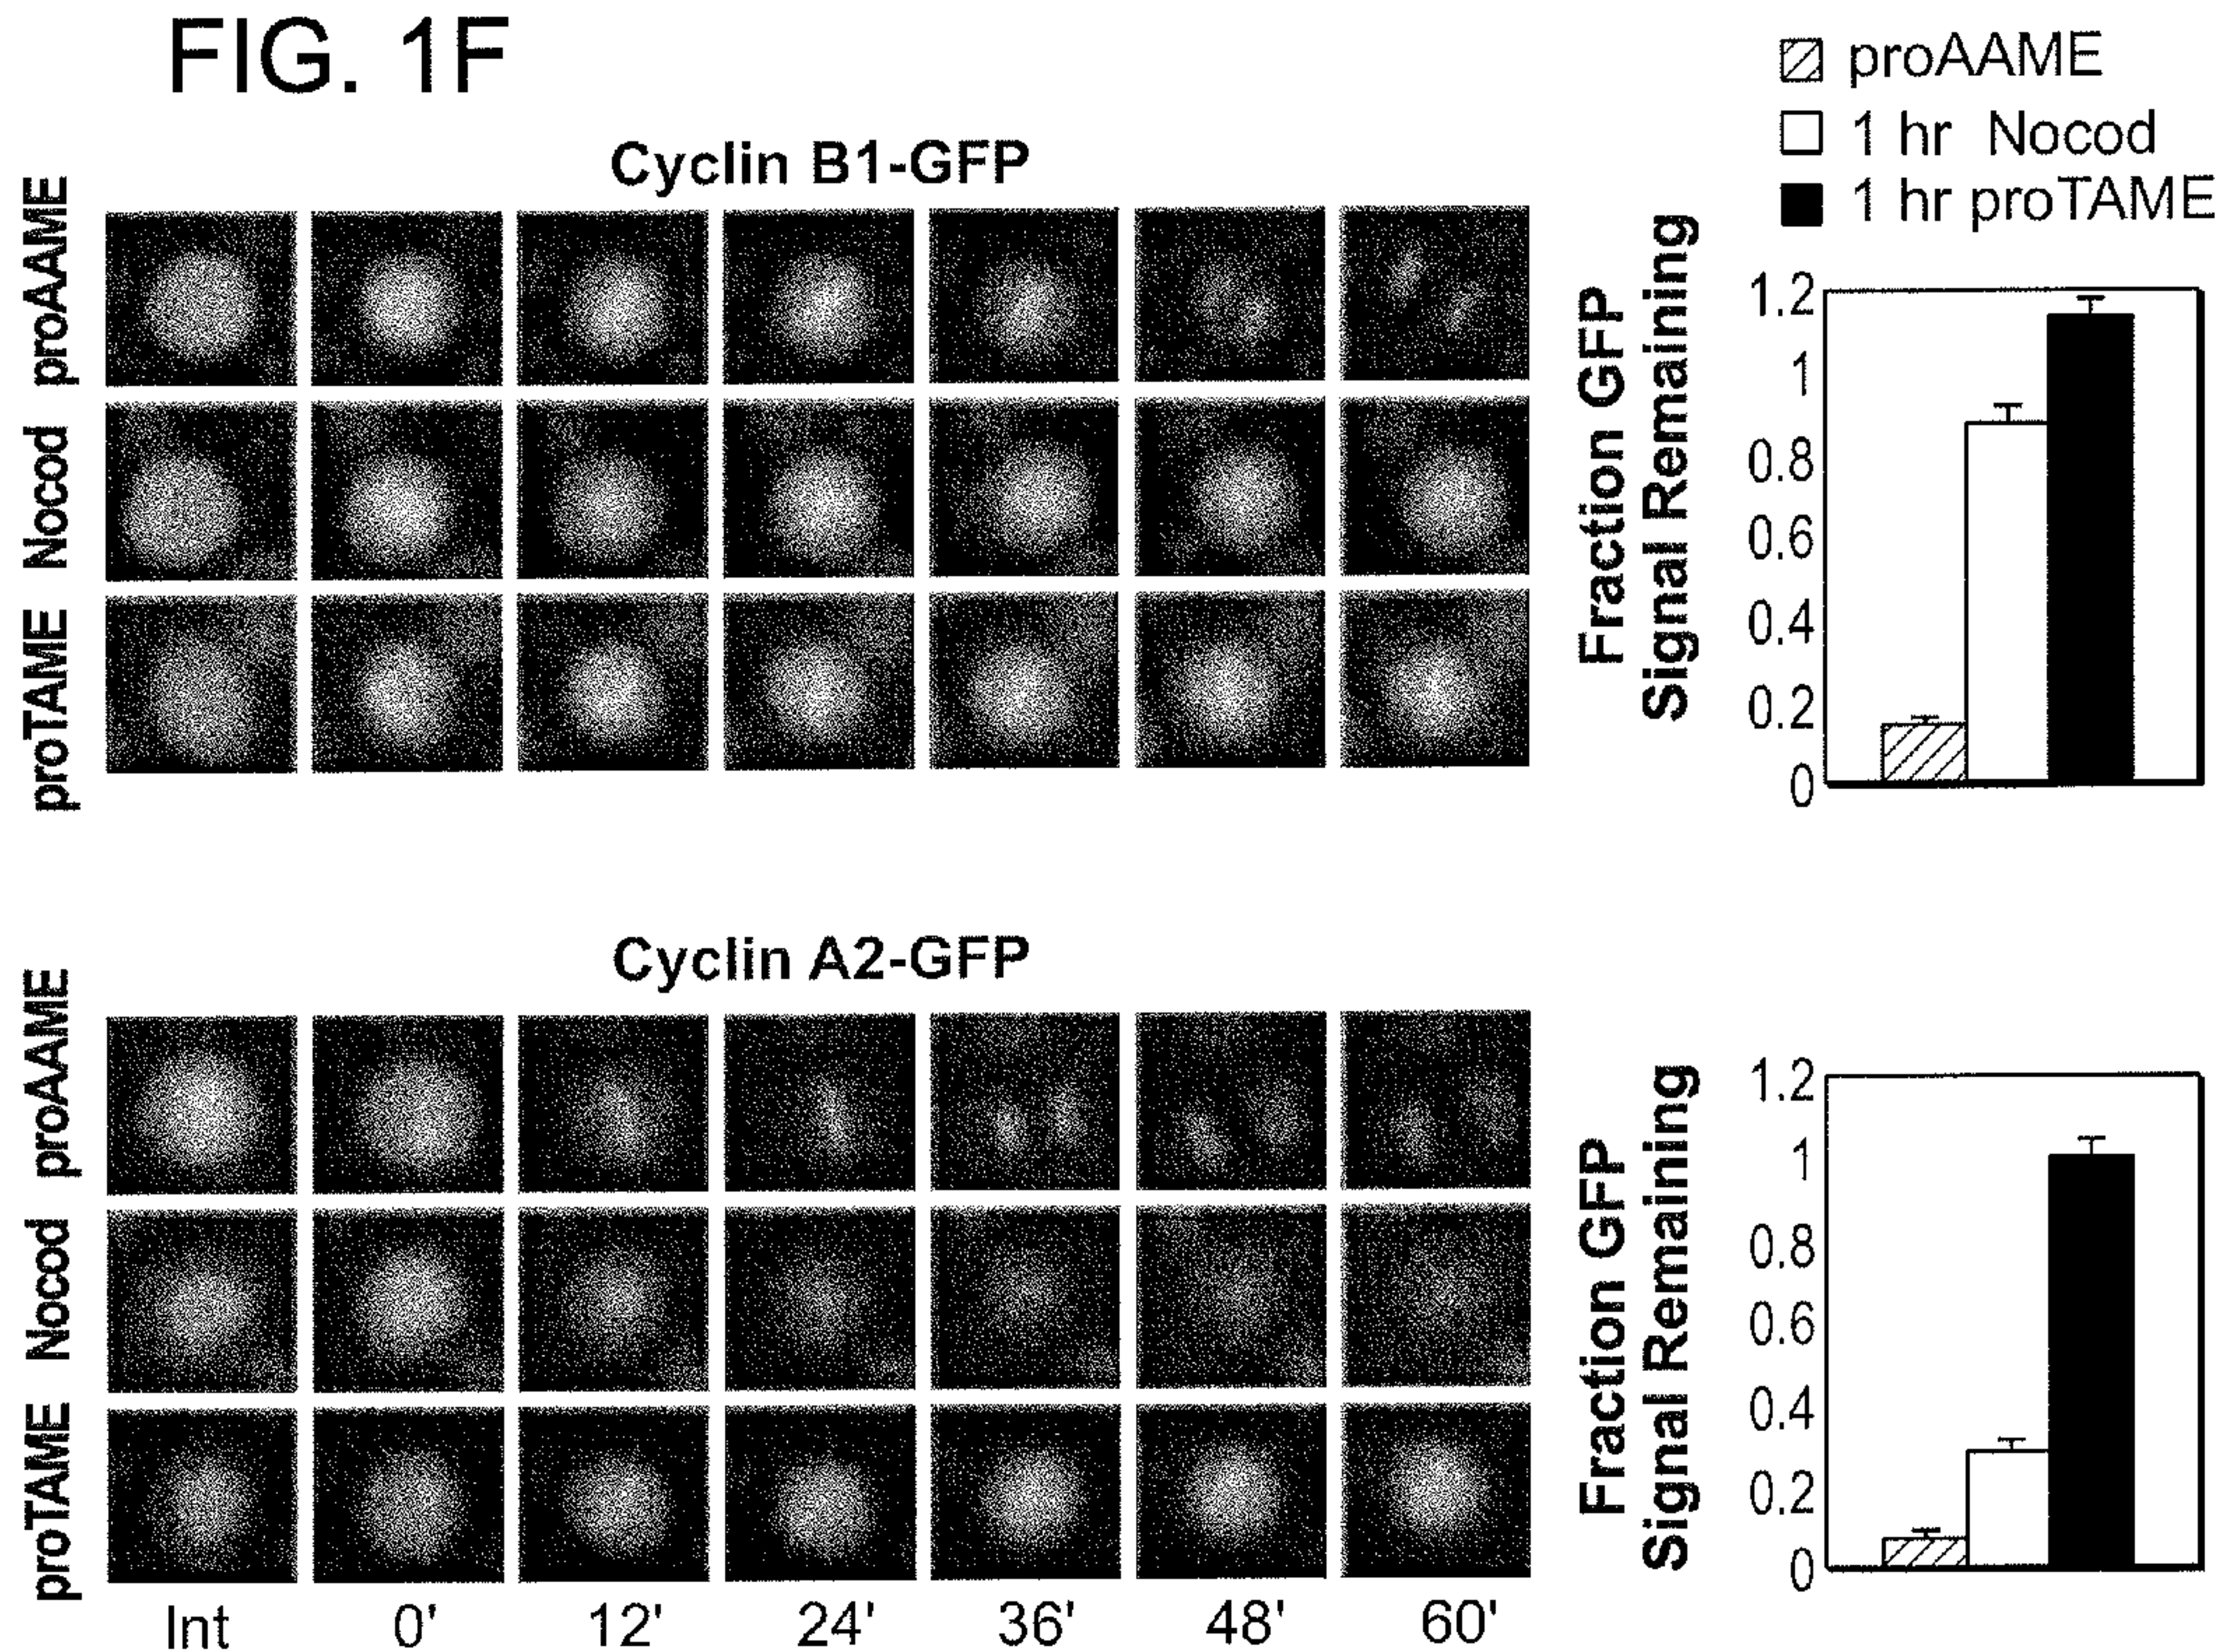 FIG. 1F
proAAME
1 hr Nocod
1 hr proTAME
Cyclin B1-GFP
proAAME
Nocod
proTAME
Fraction GFP
Signal Remaining
1.2
1
0.8
0.6
0.4
0.2
0
Cyclin A2-GFP
proAAME
Nocod
proTAME
Int 0' 12' 24' 36' 48' 60'
Fraction GFP
Signal Remaining
1.2
1
0.8
0.6
0.4
0.2
0